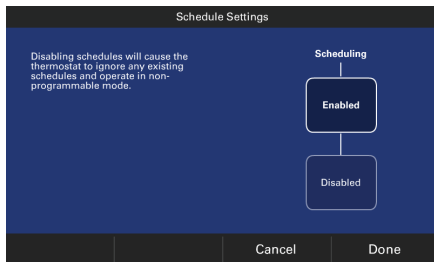 Schedule Settings
Disabling schedules will cause the
thermostat to ignore any existing
schedules and operate in non-
programmable mode.
Scheduling
Enabled
Disabled
Cancel
Done